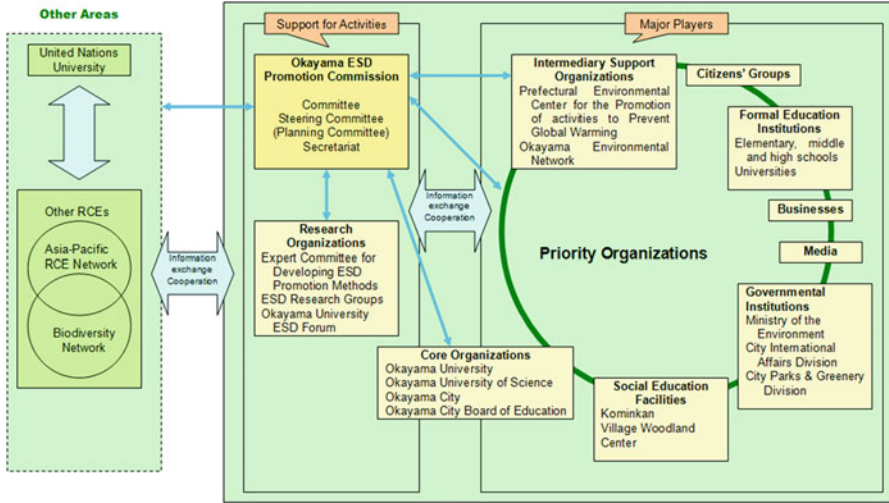 Other Areas
United Nations
University
Other RCEs
Asia-Pacific
RCE Network
Biodiversity
Network
Information
exchange
Cooperation
Support for Activities
Okayama ESD
Promotion Commission
Committee
Steering Committee
(Planning Committee)
Secretariat
Research
Organizations
Expert Committee for
Developing ESD
Promotion Methods
ESD Research Groups
Okayama University
ESD Forum
Information
exchange
Cooperation
Core Organizations
Okayama University
Okayama University of Science
Okayama City
Okayama City Board of Education
Major Players
Intermediary Support
Organizations
Prefectural Environmental
Center for the Promotion
of activities to Prevent
Global Warming
Okayama Environmental
Network
Citizens' Groups
Formal Education
Institutions
Elementary, middle
and high schools
Universities
Businesses
Media
Priority Organizations
Governmental
Institutions
Ministry of the
Environment
City International
Affairs Division
City Parks & Greenery
Division
Social Education
Facilities
Kominkan
Village Woodland
Center